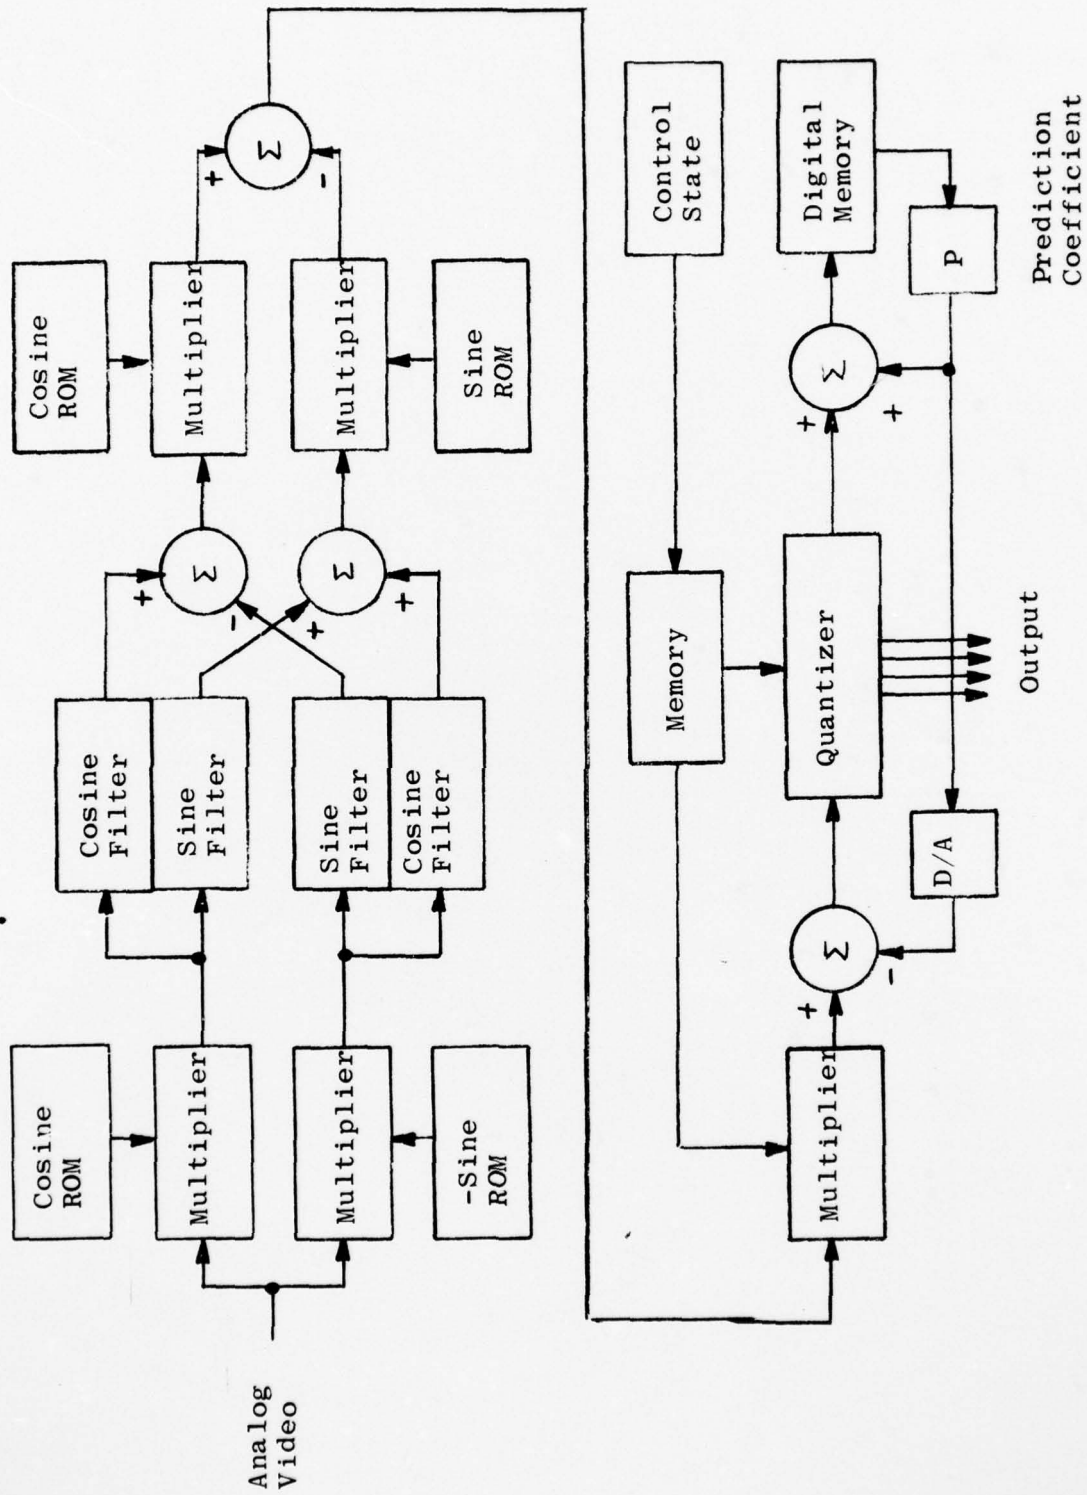 Analog
Video
Cosine
ROM
Multiplier
Multiplier
-Sine
ROM
Cosine
Filter
Sine
Filter
Sine
Filter
Cosine
Filter
+
Σ
-
+
Σ
+
Cosine
ROM
Multiplier
Multiplier
Sine
ROM
+
Σ
-
Control
State
Memory
Multiplier
+
Σ
-
Quantizer
+
Σ
+
Digital
Memory
D/A
P
Output
Prediction
Coefficient